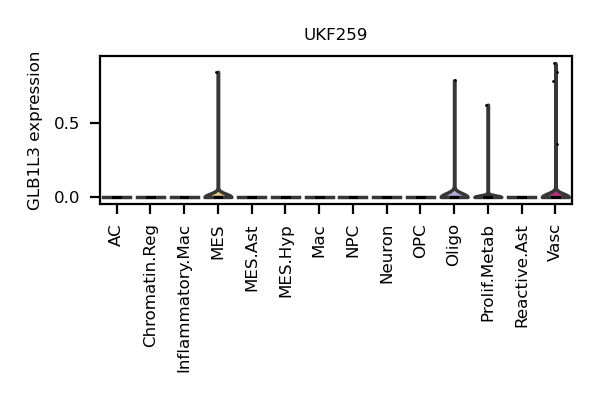 UKF259
GLB1L3 expression
0.5
0.0
AC
Chromatin.Reg
Inflammatory.Mac
MES
MES.Ast
MES.Hyp
Mac
NPC
Neuron
OPC
Oligo
Prolif.Metab
Reactive.Ast
Vasc